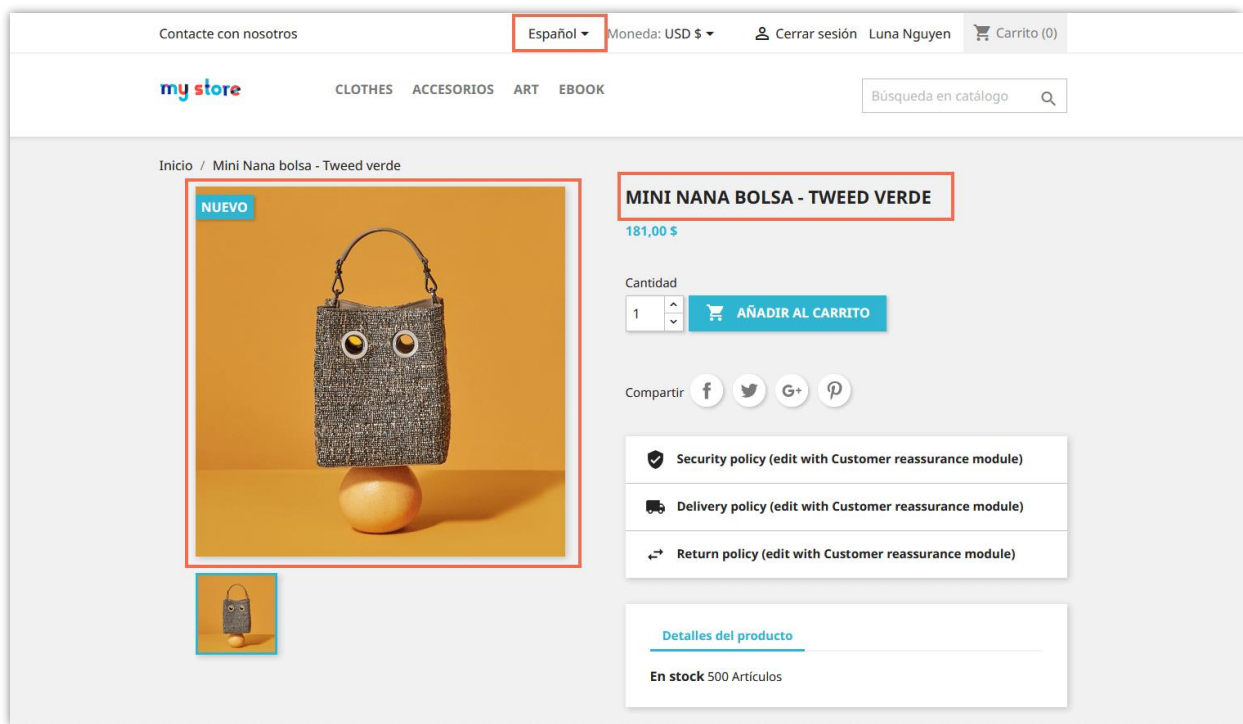 Contacte con nosotros
Español
Moneda: USD $
Cerrar sesión
Luna Nguyen
Carrito (0)
my store
CLOTHES
ACCESORIOS
ART
EBOOK
Búsqueda en catálogo
Inicio / Mini Nana bolsa - Tweed verde
NUEVO
MINI NANA BOLSA - TWEED VERDE
181,00 $
Cantidad
1
AÑADIR AL CARRITO
Compartir
f
G+
Security policy (edit with Customer reassurance module)
Delivery policy (edit with Customer reassurance module)
Return policy (edit with Customer reassurance module)
Detalles del producto
En stock 500 Artículos